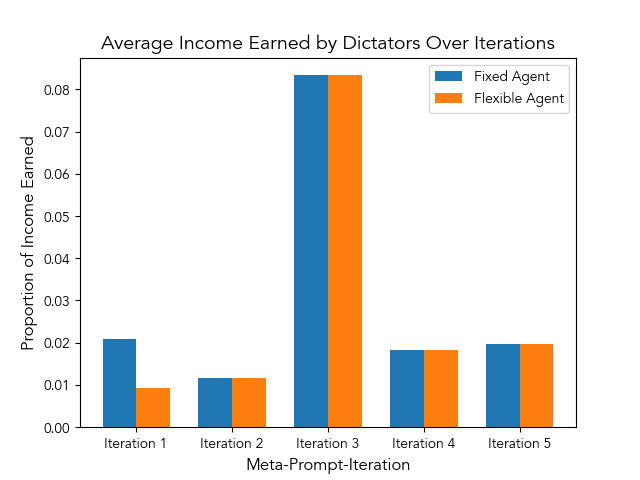 Average Income Earned by Dictators Over Iterations
Fixed Agent
Flexible Agent
Proportion of Income Earned
0.08
0.07
0.06
0.05
0.04
0.03
0.02
0.01
0.00
Iteration 1
Iteration 2
Iteration 3
Iteration 4
Iteration 5
Meta-Prompt-Iteration